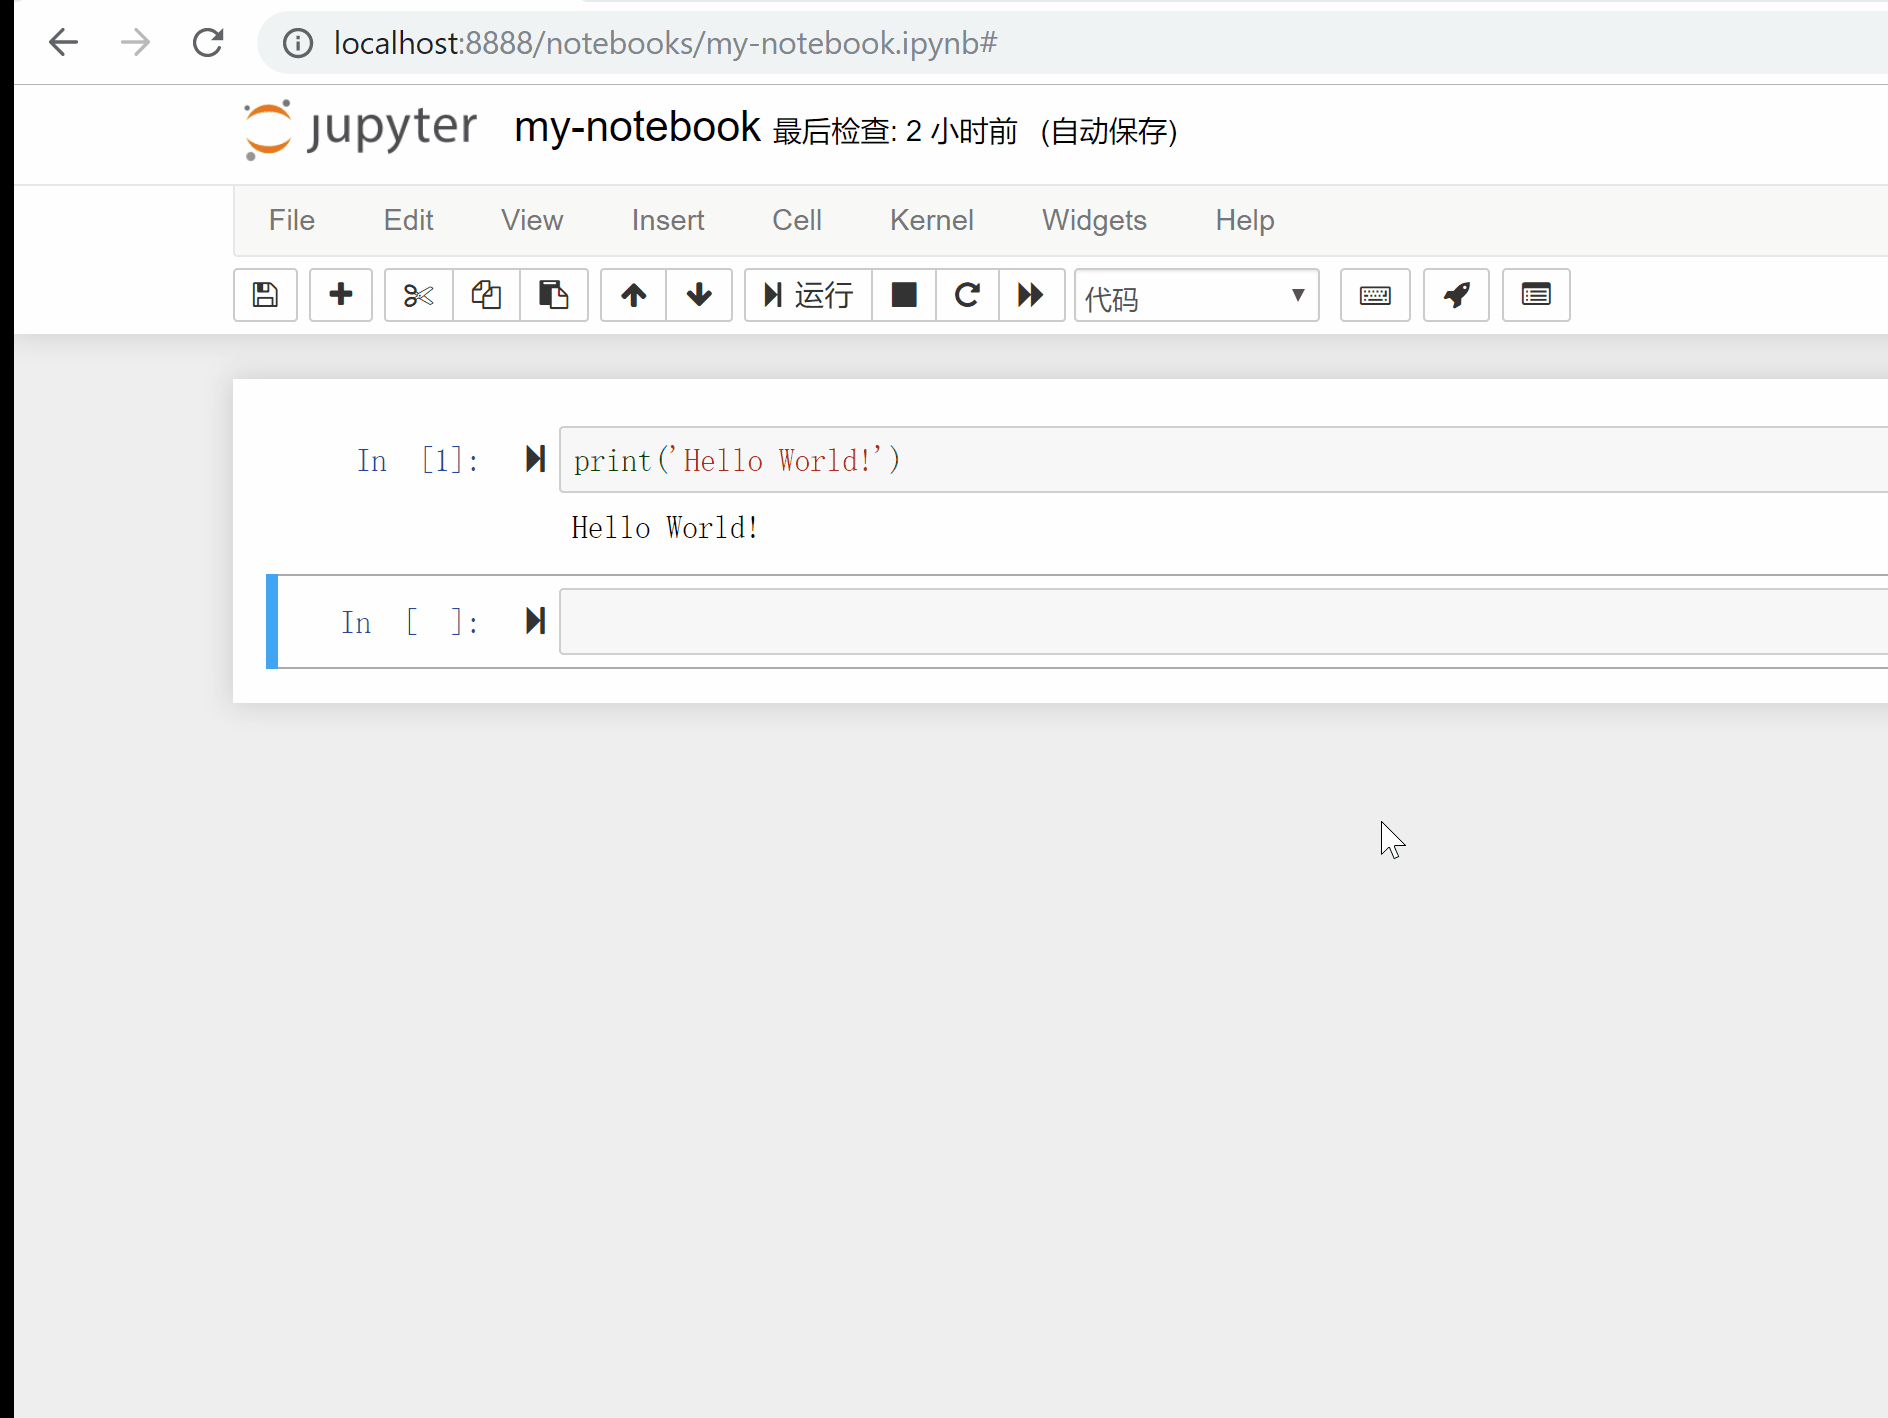 localhost:8888/notebooks/my-notebook.ipynb#
jupyter my-notebook 最后检查: 2 小时前 (自动保存)
File Edit View Insert Cell Kernel Widgets Help
运行 代码
In [1]: print('Hello World!')
Hello World!
In [ ]: